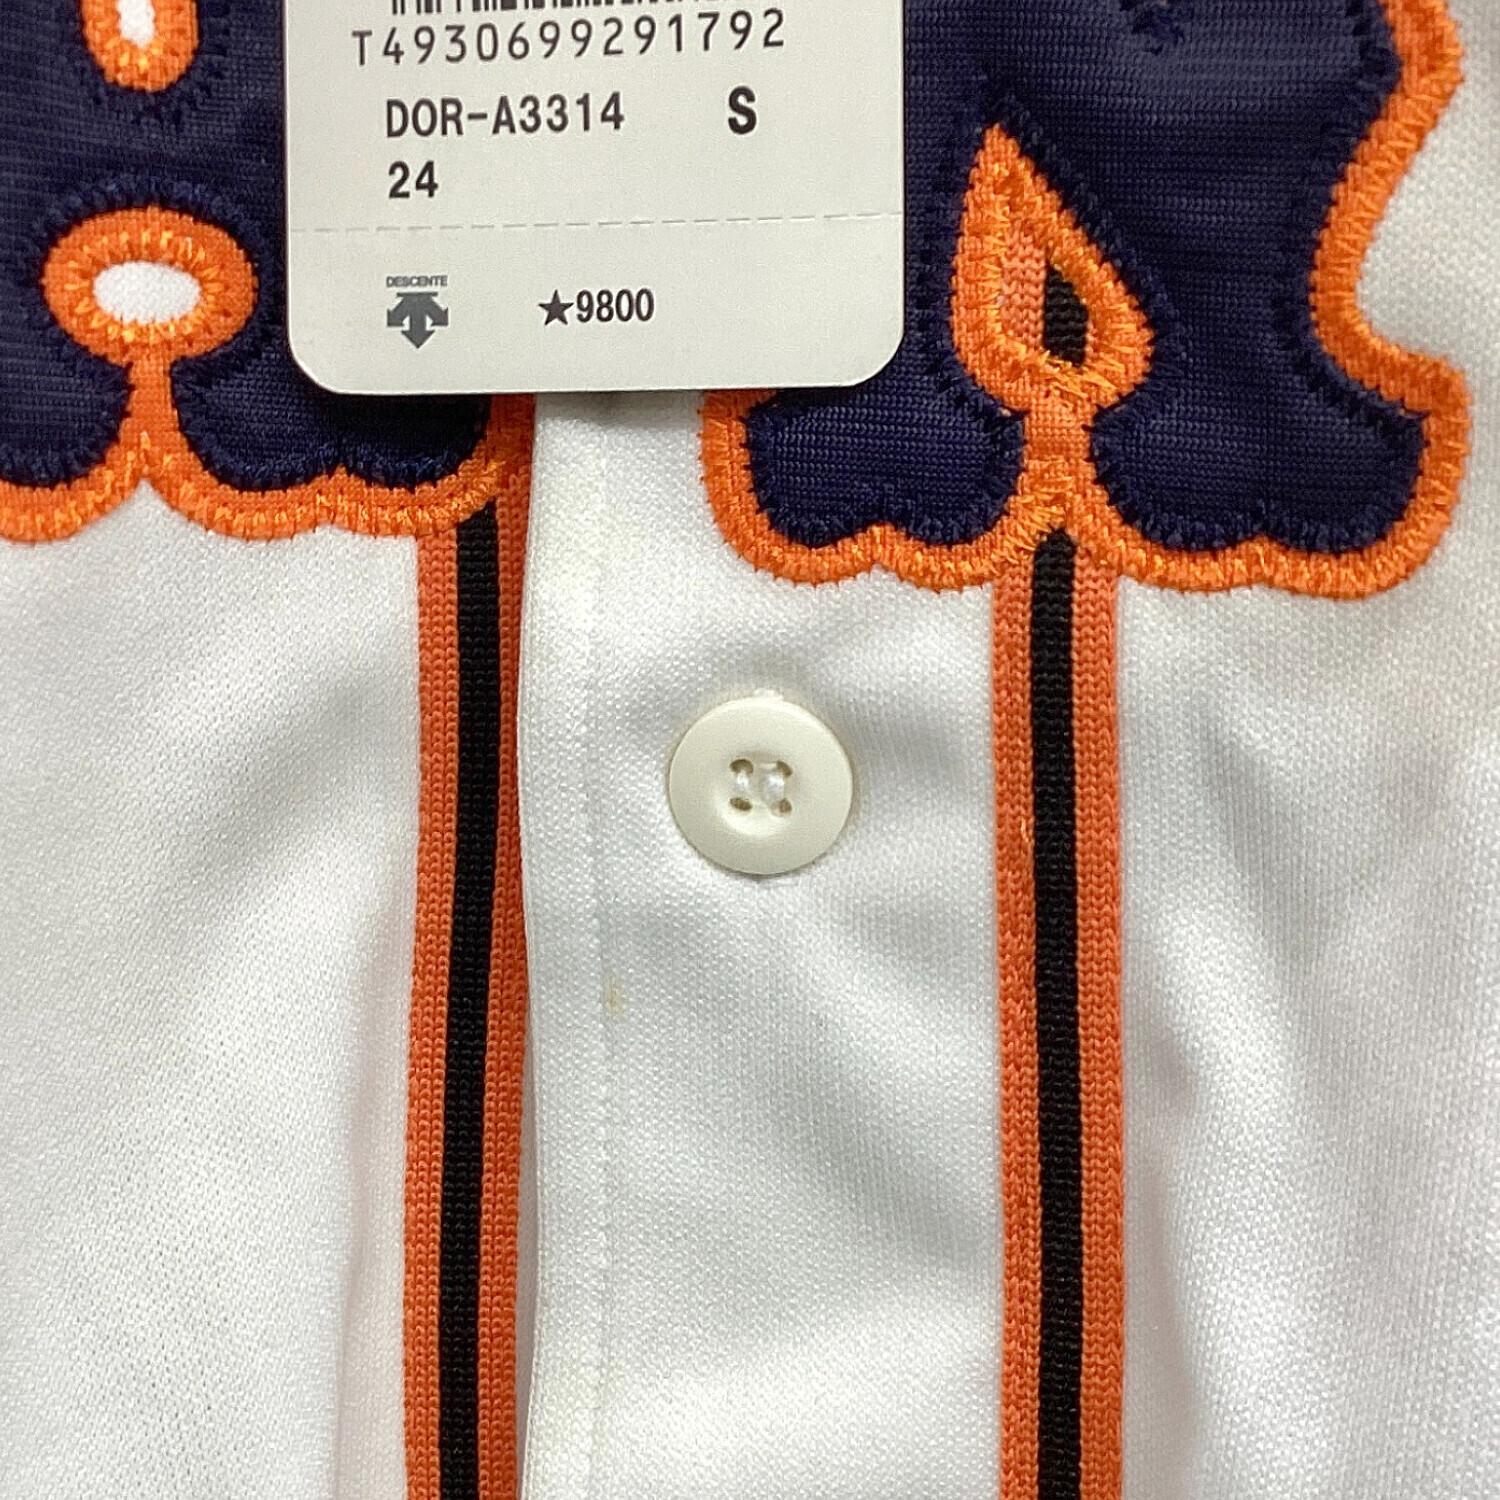 T4930699291792
DOR-A3314 S
24
DESCENTE
★9800